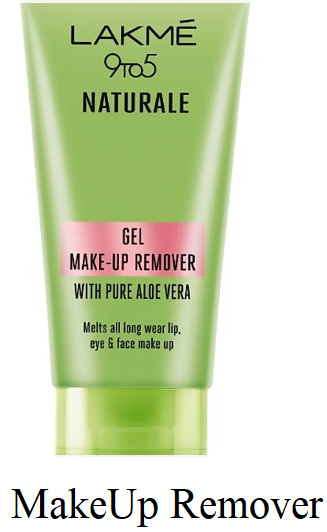 LAKMÉ
9TO5
NATURALE
GEL
MAKE-UP REMOVER
WITH PURE ALOE VERA
Melts all long wear lip,
eye & face make up
MakeUp Remover